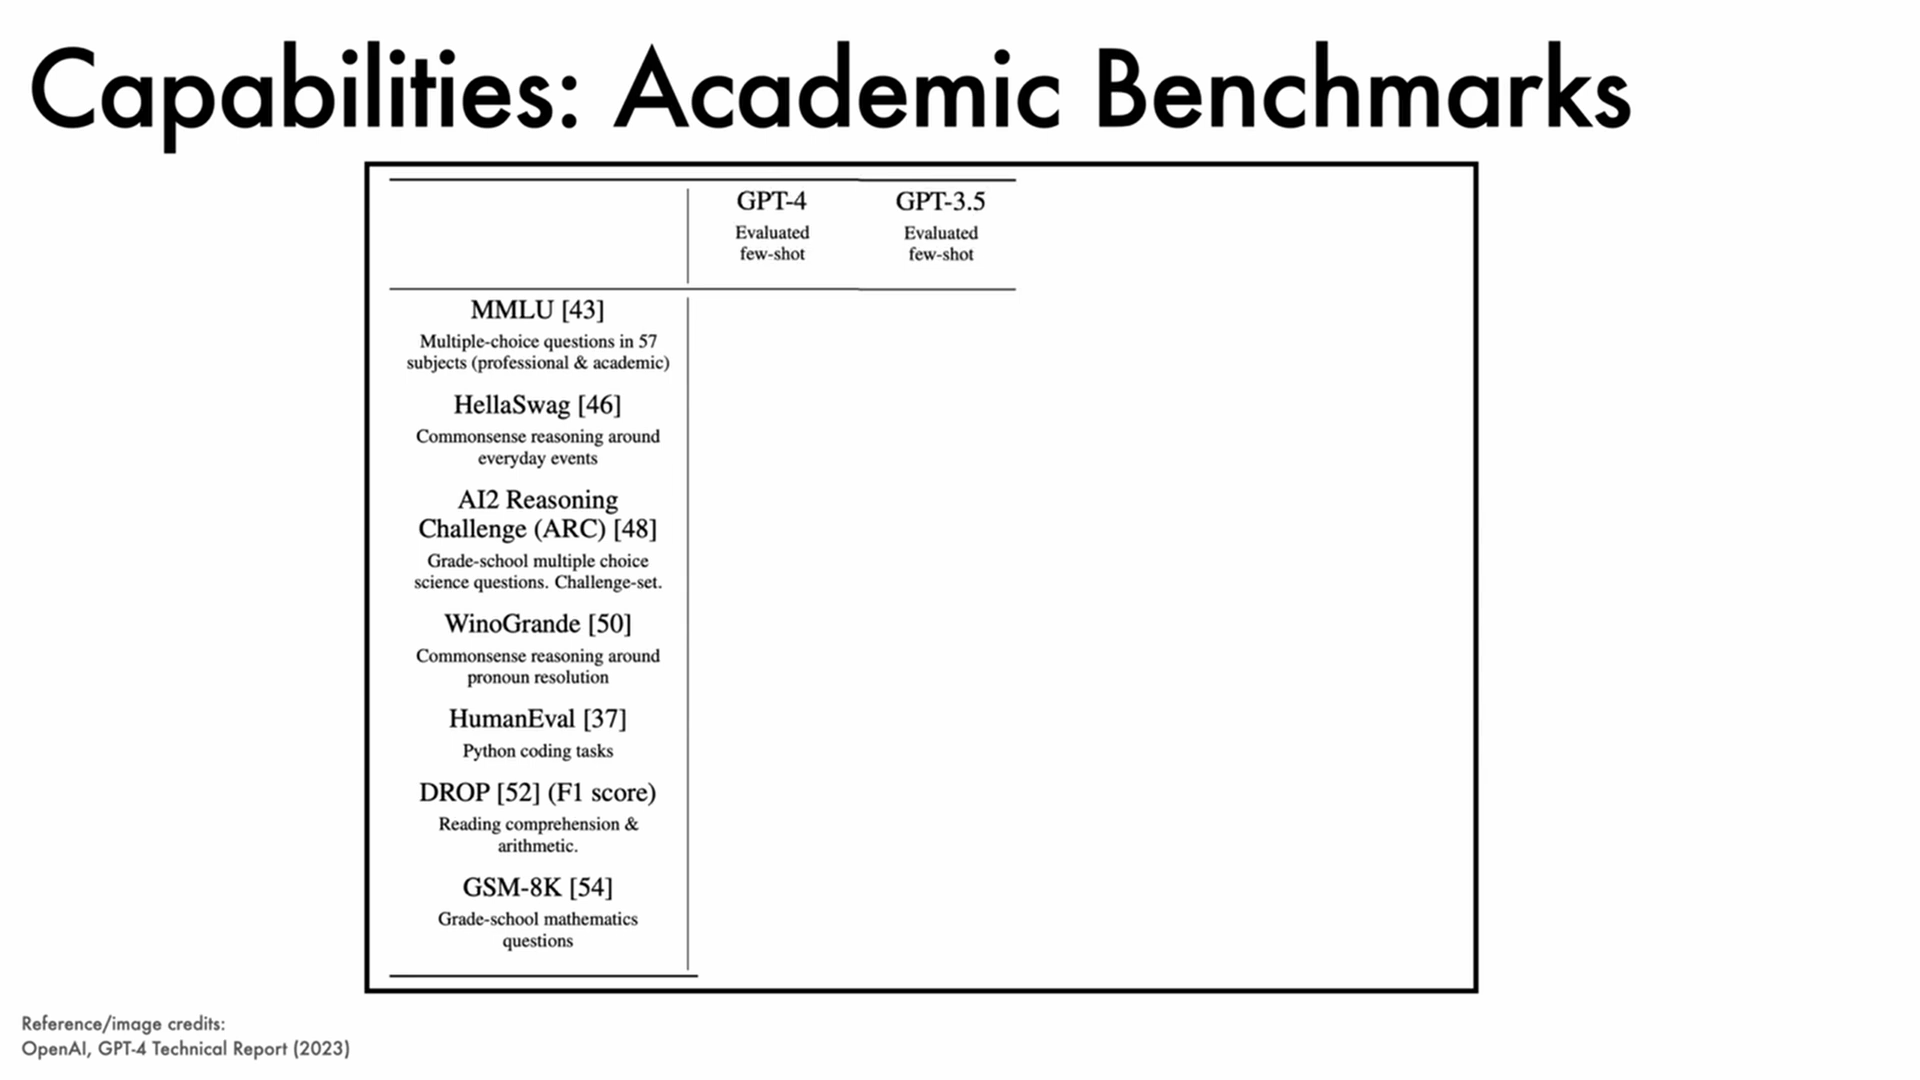 Capabilities: Academic Benchmarks
GPT-4 GPT-3.5
Evaluated Evaluated
few-shot few-shot
MMLU [43]
Multiple-choice questions in 57
subjects (professional & academic)
HellaSwag [46]
Commonsense reasoning around
everyday events
AI2 Reasoning
Challenge (ARC) [48]
Grade-school multiple choice
science questions. Challenge-set.
WinoGrande [50]
Commonsense reasoning around
pronoun resolution
HumanEval [37]
Python coding tasks
DROP [52] (F1 score)
Reading comprehension &
arithmetic.
GSM-8K [54]
Grade-school mathematics
questions
Reference/image credits:
OpenAI, GPT-4 Technical Report (2023)